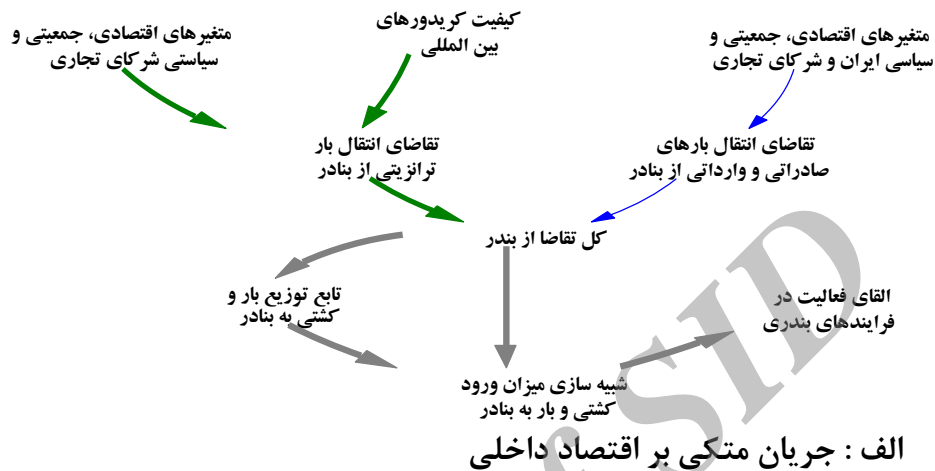 متغیرهای اقتصادی، جمعیتی و
سیاسی ایران و شرکای تجاری
کیفیت کریدورهای
بین المللی
متغیرهای اقتصادی، جمعیتی و
سیاستی شرکای تجاری
تقاضای انتقال بارهای
صادراتی و وارداتی از بنادر
تقاضای انتقال بار
ترانزیتی از بنادر
کل تقاضا از بندر
القای فعالیت در
فرایندهای بندری
تابع توزیع بار و
کشتی به بنادر
شبیه سازی میزان ورود
کشتی و بار به بنادر
الف : جریان متکی بر اقتصاد داخلی
SID